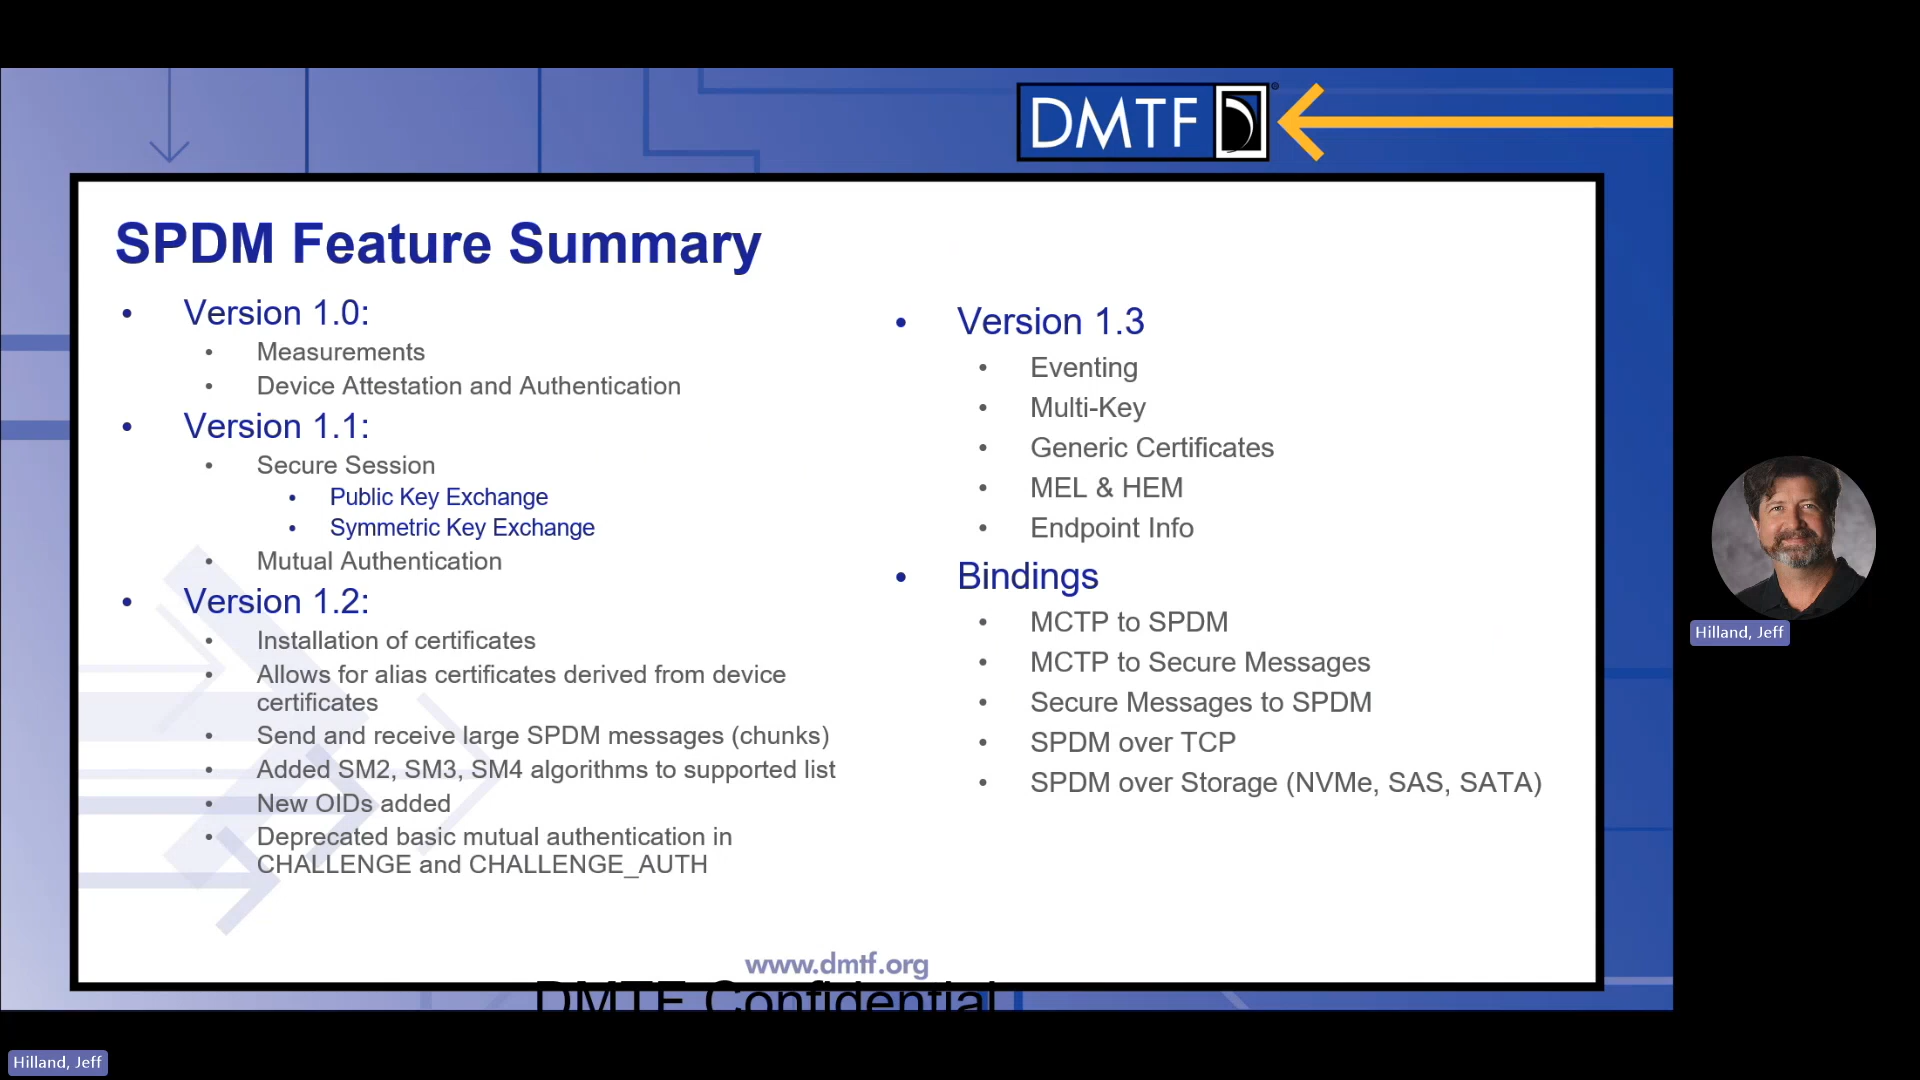 DMTF
SPDM Feature Summary
• Version 1.0:
• Measurements
• Device Attestation and Authentication
• Version 1.1:
• Secure Session
• Public Key Exchange
• Symmetric Key Exchange
• Mutual Authentication
• Version 1.2:
• Installation of certificates
• Allows for alias certificates derived from device
certificates
• Send and receive large SPDM messages (chunks)
• Added SM2, SM3, SM4 algorithms to supported list
• New OIDs added
• Deprecated basic mutual authentication in
CHALLENGE and CHALLENGE_AUTH
• Version 1.3
• Eventing
• Multi-Key
• Generic Certificates
• MEL & HEM
• Endpoint Info
• Bindings
• MCTP to SPDM
• MCTP to Secure Messages
• Secure Messages to SPDM
• SPDM over TCP
• SPDM over Storage (NVMe, SAS, SATA)
www.dmtf.org
DMTF Confidential
Hilland, Jeff
Hilland, Jeff